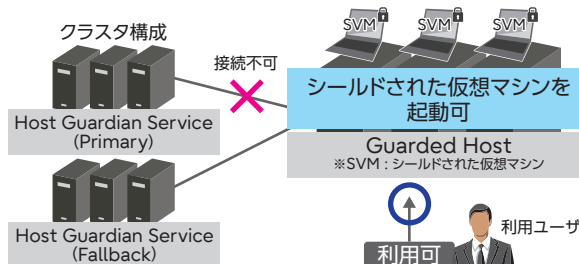 クラスタ構成
SVM
SVM
SVM
接続不可
シールドされた仮想マシンを
起動可
Host Guardian Service
(Primary)
Guarded Host
※SVM：シールドされた仮想マシン
利用ユーザ
Host Guardian Service
(Fallback)
利用可